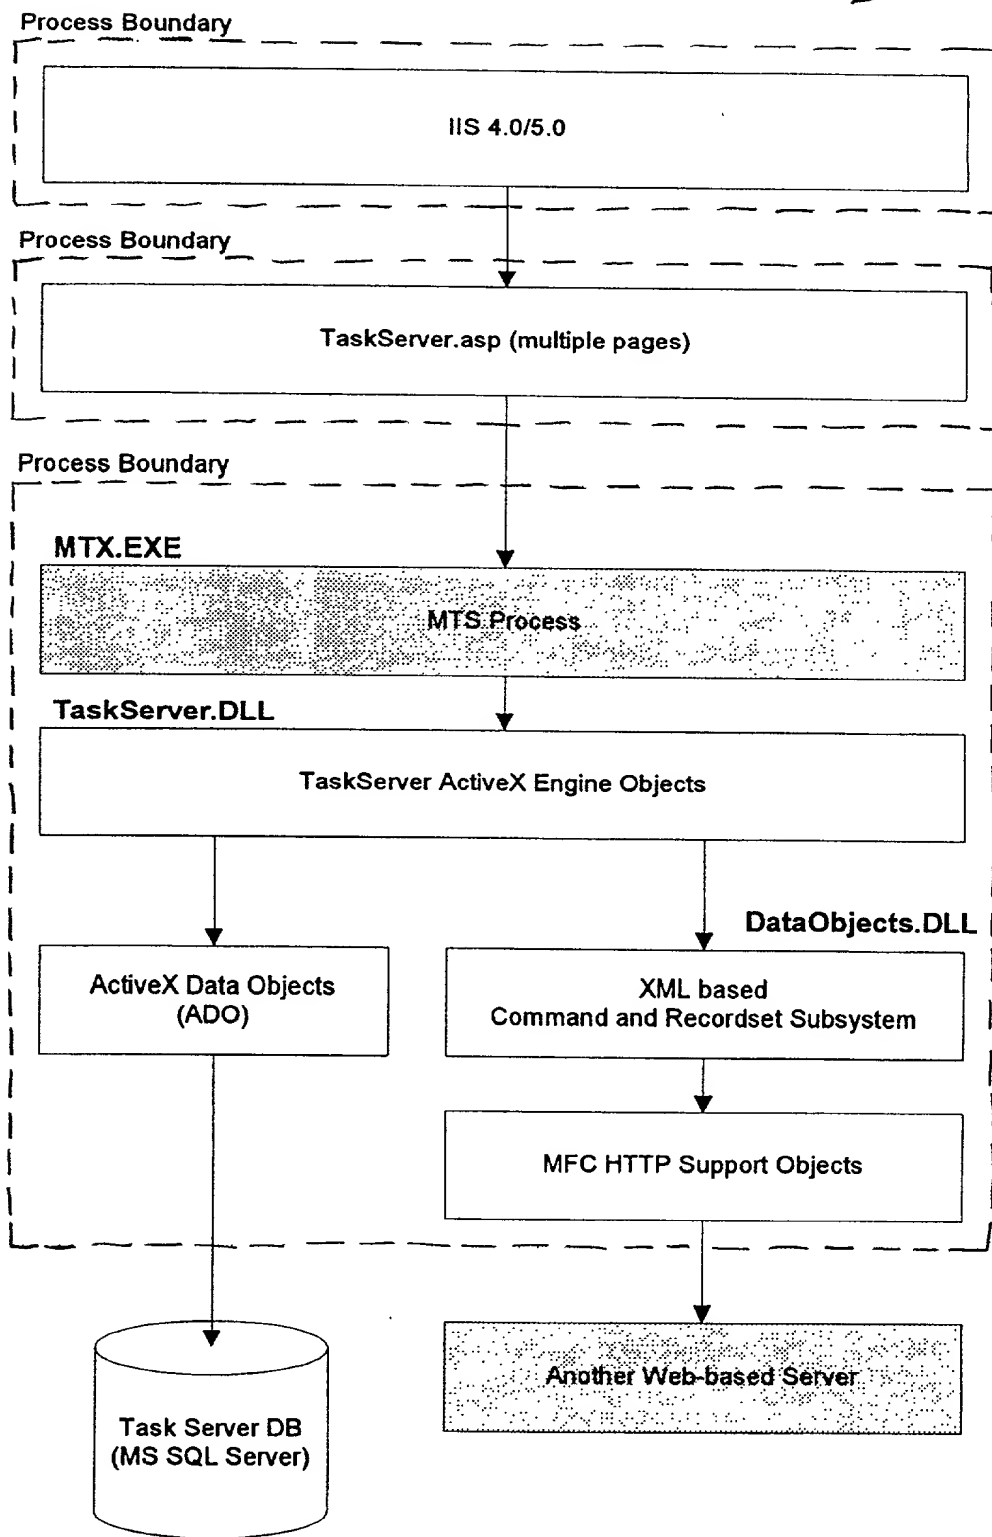 Process Boundary
IIS 4.0/5.0
Process Boundary
TaskServer.asp (multiple pages)
Process Boundary
MTX.EXE
MTS Process
TaskServer.DLL
TaskServer ActiveX Engine Objects
DataObjects.DLL
ActiveX Data Objects
(ADO)
XML based
Command and Recordset Subsystem
MFC HTTP Support Objects
Another Web-based Server
Task Server DB
(MS SQL Server)